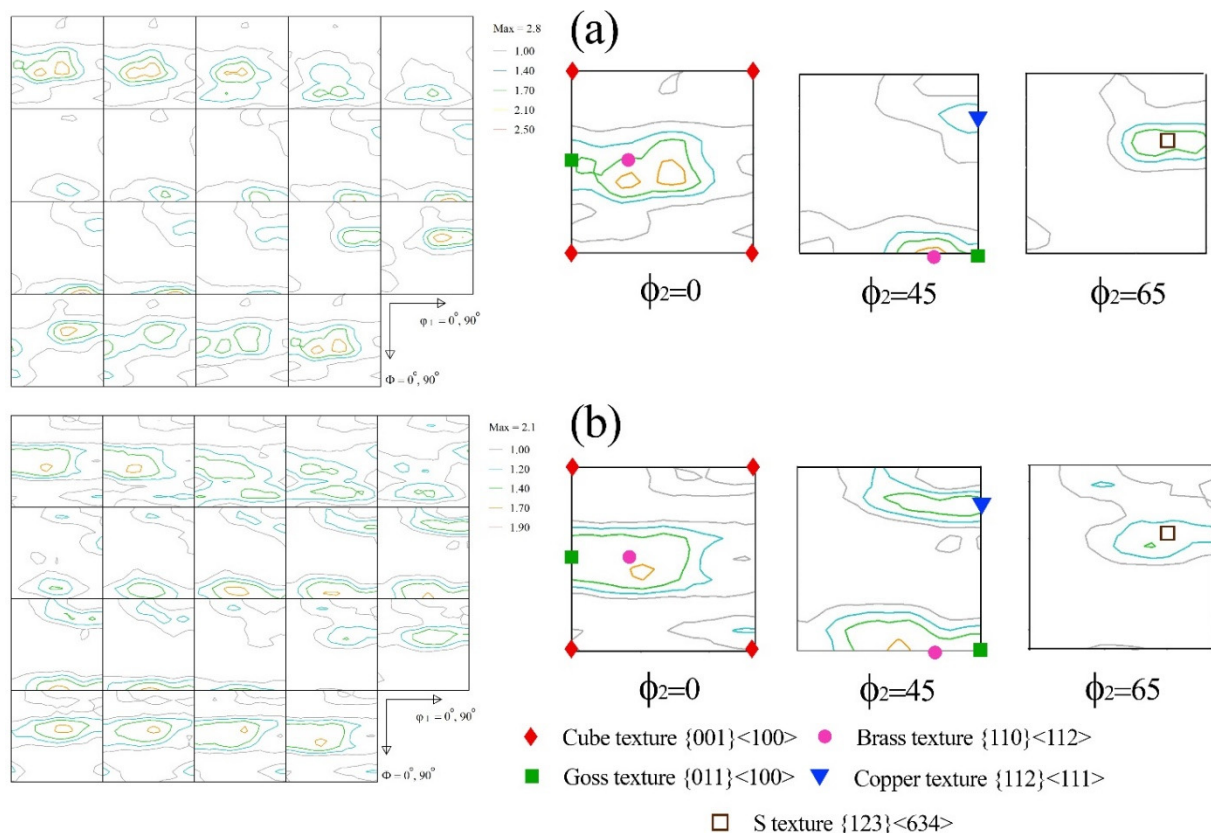 Max = 2.8
1.00
1.40
1.70
2.10
2.50
φ1 = 0°, 90°
Φ = 0°, 90°
(a)
ϕ2=0
ϕ2=45
ϕ2=65
Max = 2.1
1.00
1.20
1.40
1.70
1.90
φ1 = 0°, 90°
Φ = 0°, 90°
(b)
ϕ2=0
ϕ2=45
ϕ2=65
Cube texture {001}<100>
Brass texture {110}<112>
Goss texture {011}<100>
Copper texture {112}<111>
S texture {123}<634>